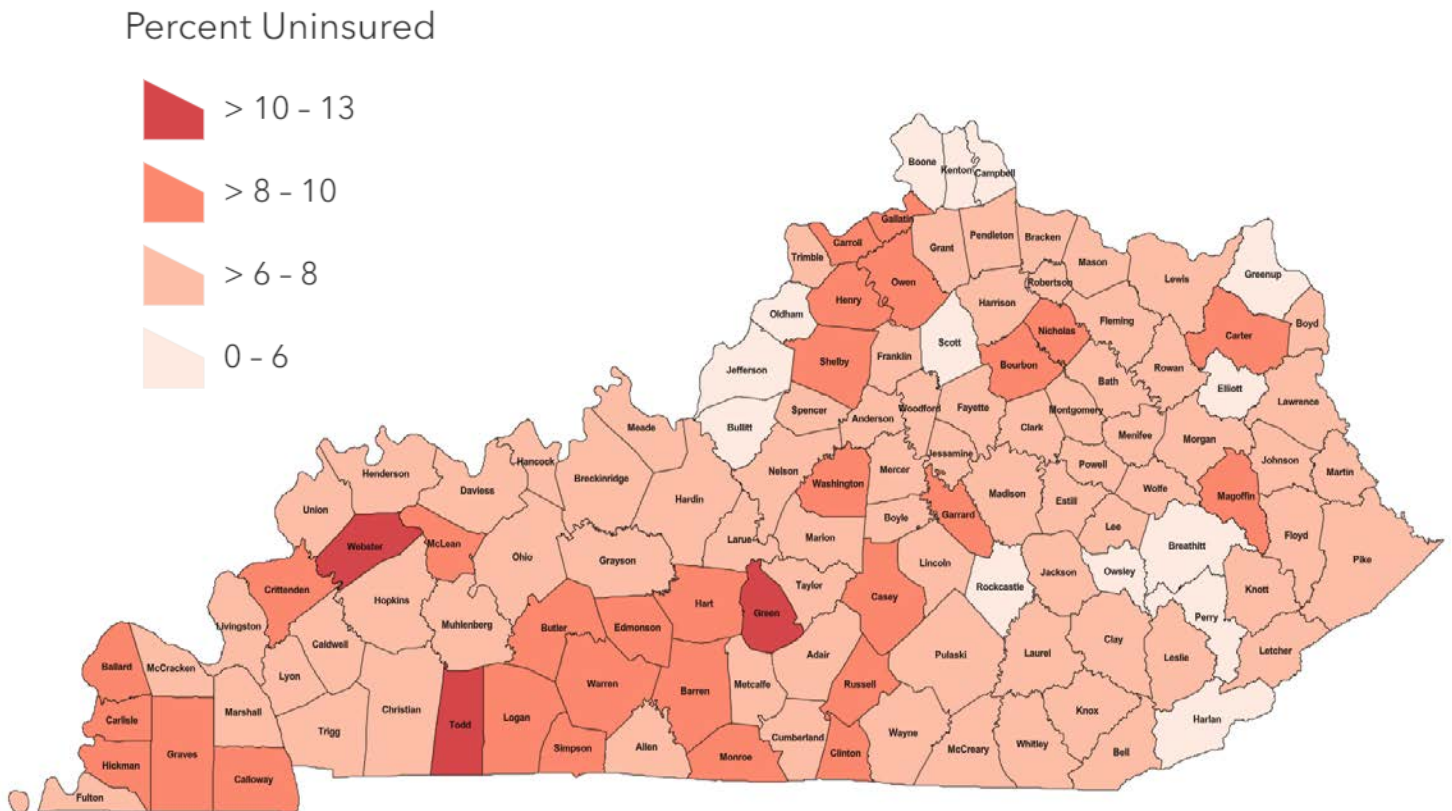 Percent Uninsured
> 10 – 13
> 8 – 10
> 6 – 8
0 – 6
Boone
Kenton
Campbell
Gallatin
Carroll
Trimble
Grant
Pendleton
Bracken
Mason
Lewis
Greenup
Owen
Henry
Robertson
Harrison
Oldham
Nicholas
Fleming
Carter
Boyd
Scott
Shelby
Franklin
Bourbon
Jefferson
Rowan
Bath
Elliott
Lawrence
Spencer
Anderson
Woodford
Fayette
Montgomery
Bullitt
Clark
Menifee
Morgan
Meade
Jessamine
Powell
Johnson
Martin
Hancock
Henderson
Daviess
Breckinridge
Nelson
Mercer
Washington
Wolfe
Magoffin
Hardin
Madison
Estill
Union
Garrard
Boyle
Lee
Floyd
Marion
Larue
Webster
McLean
Ohio
Grayson
Breathitt
Pike
Lincoln
Jackson
Owsley
Taylor
Rockcastle
Crittenden
Hopkins
Hart
Green
Casey
Knott
Perry
Livingston
Muhlenberg
Butler
Edmonson
Caldwell
Clay
Adair
Pulaski
Laurel
Leslie
Letcher
Ballard
McCracken
Lyon
Warren
Barren
Metcalfe
Russell
Marshall
Christian
Carlisle
Todd
Logan
Knox
Harlan
Trigg
Cumberland
Wayne
Simpson
Allen
McCreary
Whitley
Bell
Graves
Monroe
Clinton
Hickman
Calloway
Fulton